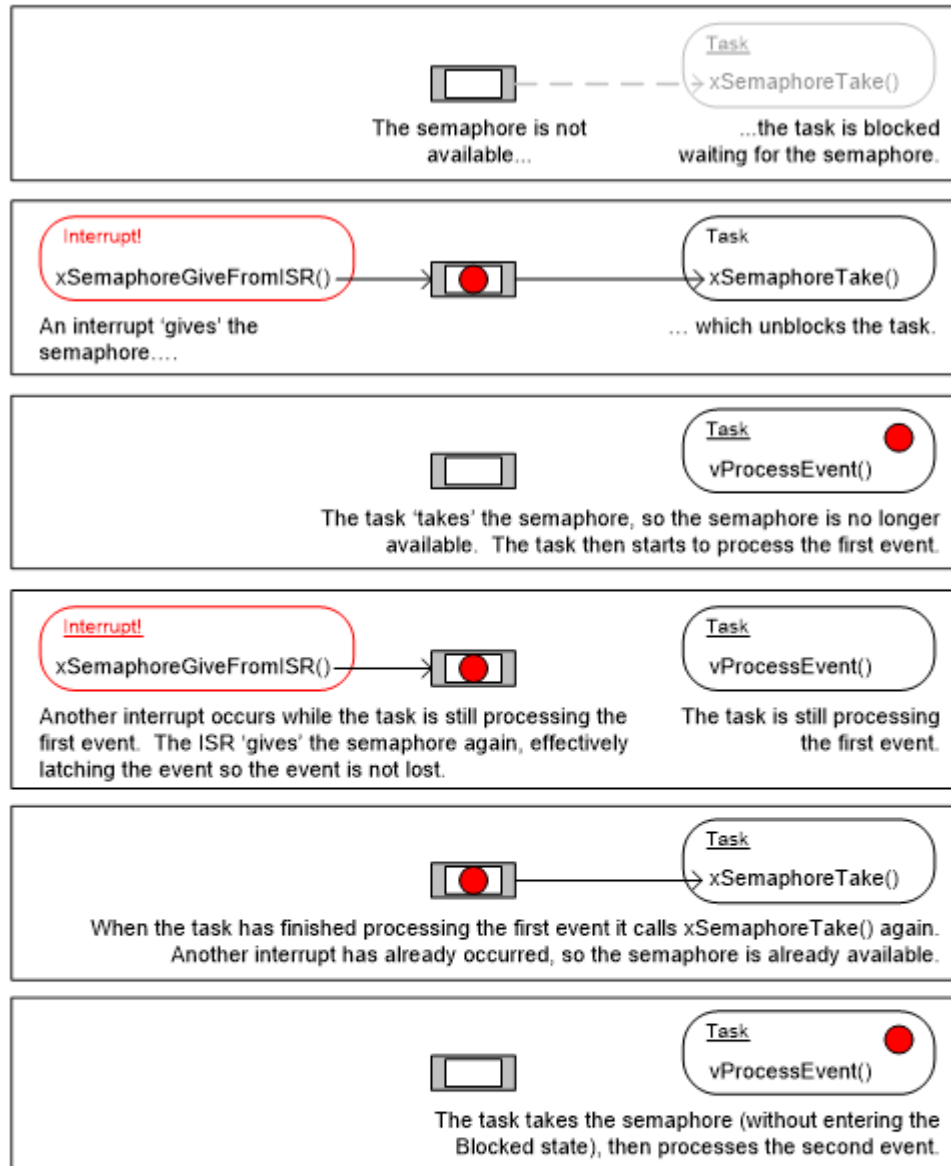 Task
xSemaphoreTake()
The semaphore is not
available...
...the task is blocked
waiting for the semaphore.
Interrupt!
xSemaphoreGiveFromISR()
Task
xSemaphoreTake()
An interrupt ‘gives’ the
semaphore….
… which unblocks the task.
Task
vProcessEvent()
The task ‘takes’ the semaphore, so the semaphore is no longer
available.  The task then starts to process the first event.
Interrupt!
xSemaphoreGiveFromISR()
Task
vProcessEvent()
Another interrupt occurs while the task is still processing the
first event.  The ISR ‘gives’ the semaphore again, effectively
latching the event so the event is not lost.
The task is still processing
the first event.
Task
xSemaphoreTake()
When the task has finished processing the first event it calls xSemaphoreTake() again.
Another interrupt has already occurred, so the semaphore is already available.
Task
vProcessEvent()
The task takes the semaphore (without entering the
Blocked state), then processes the second event.